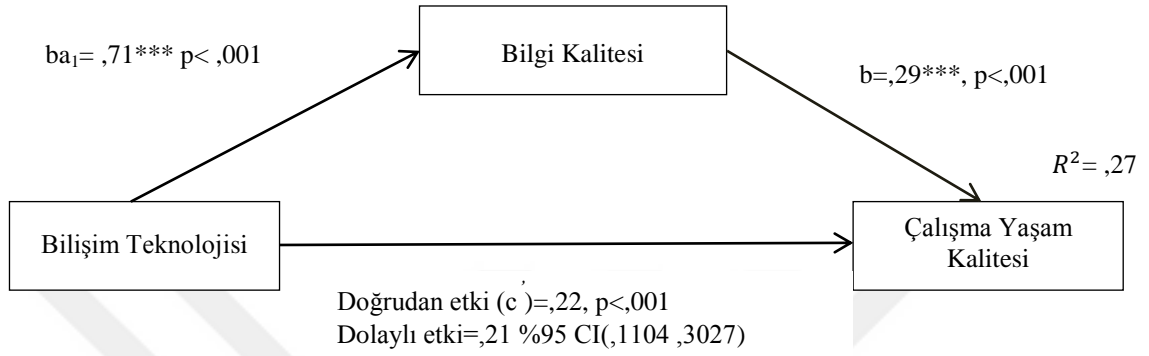 ba₁= ,71*** p< ,001
Bilgi Kalitesi
b=,29***, p<,001
R²= ,27
Bilişim Teknolojisi
Çalışma Yaşam
Kalitesi
Doğrudan etki (c′)=,22, p<,001
Dolaylı etki=,21 %95 CI(,1104 ,3027)